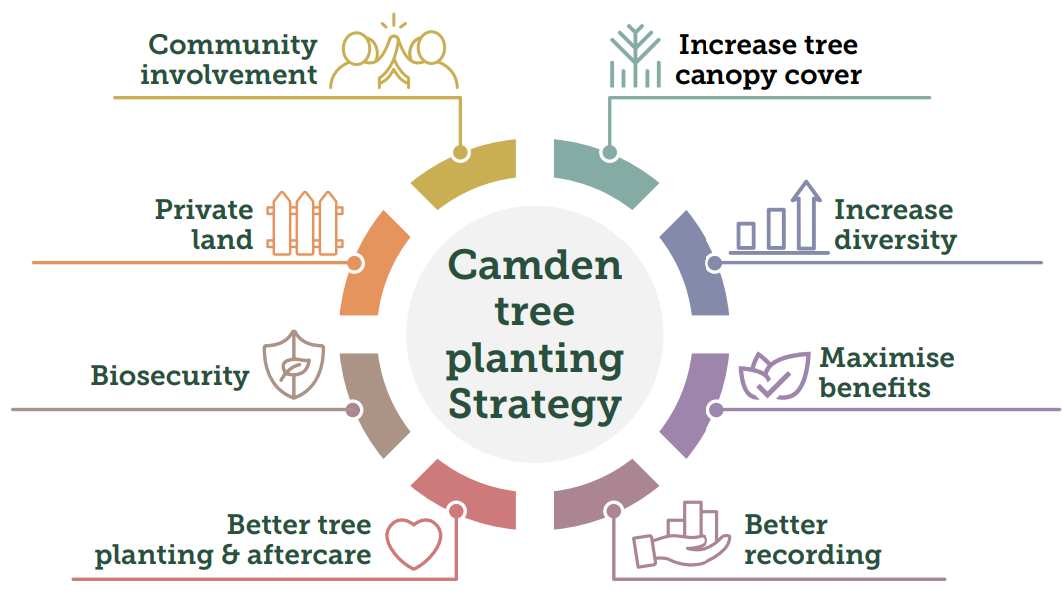 Community
involvement
Increase tree
canopy cover
Private
land
Increase
diversity
Camden
tree
planting
Strategy
Biosecurity
Maximise
benefits
Better tree
planting & aftercare
Better
recording